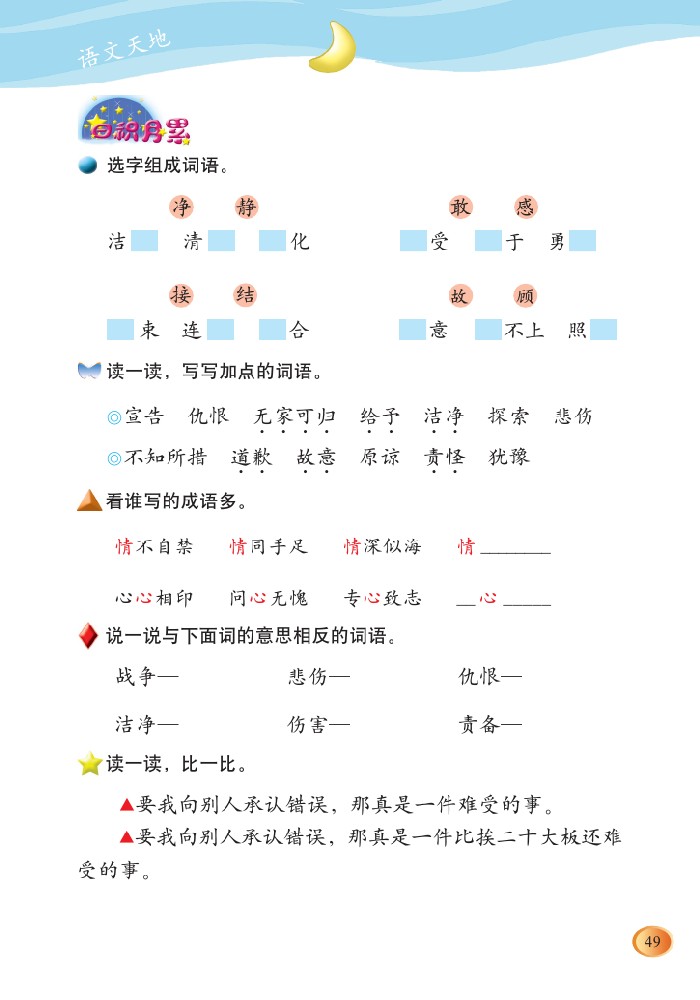 语文天地
日积月累
选字组成词语。
净 静 敢 感
洁 清 化 受 于 勇
接 结 故 顾
束 连 合 意 不上 照
读一读，写写加点的词语。
◎宣告 仇恨 无家可归 给予 洁净 探索 悲伤
◎不知所措 道歉 故意 原谅 责怪 犹豫
看谁写的成语多。
情不自禁 情同手足 情深似海 情________
心心相印 问心无愧 专心致志 __心_____
说一说与下面词的意思相反的词语。
战争— 悲伤— 仇恨—
洁净— 伤害— 责备—
读一读，比一比。
▲要我向别人承认错误，那真是一件难受的事。
▲要我向别人承认错误，那真是一件比挨二十大板还难
受的事。
49